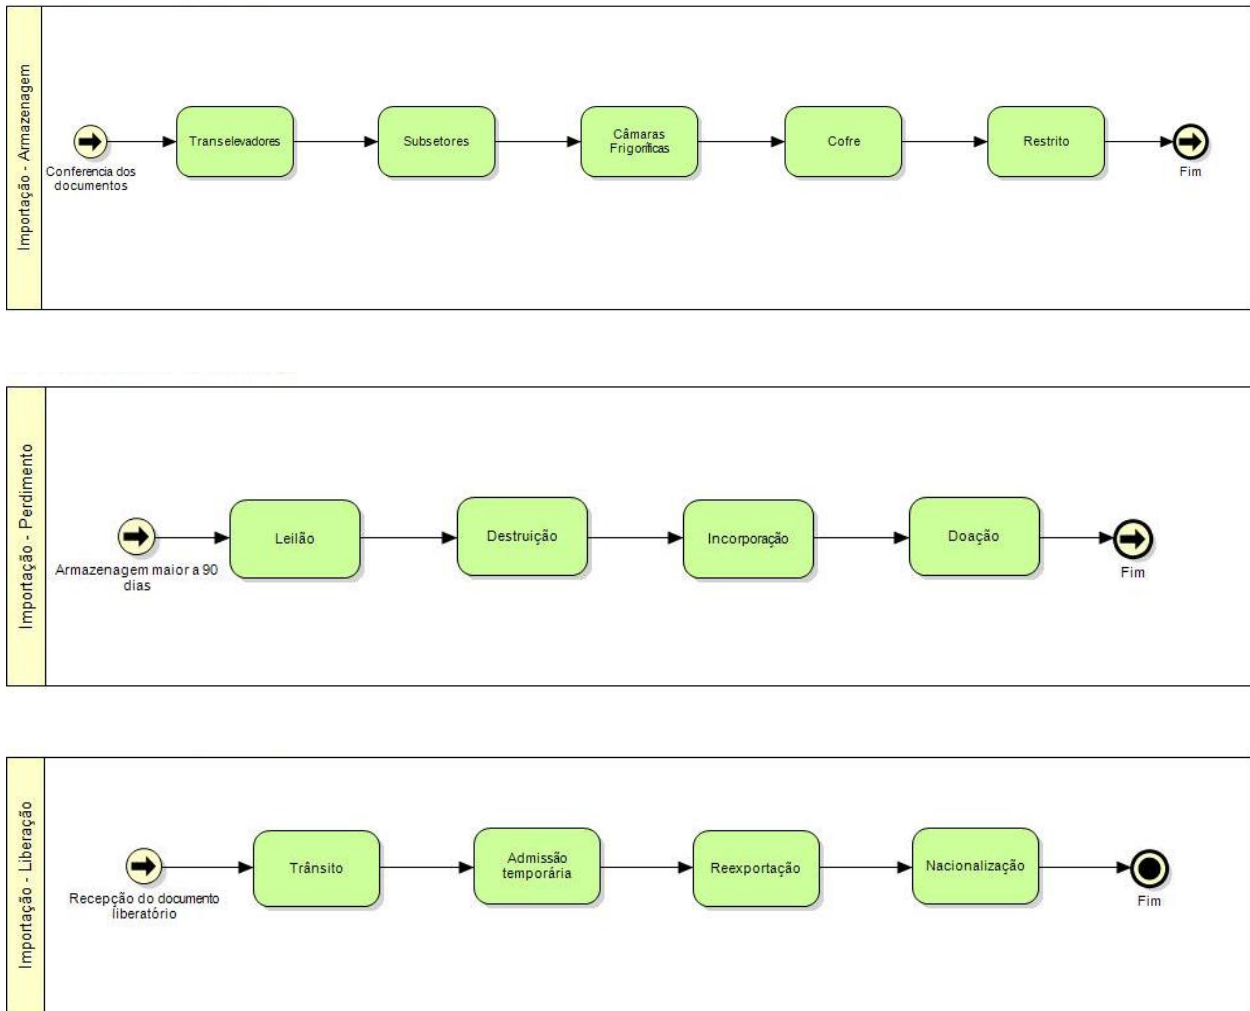 Importação - Armazenagem
Transelevadores
Subsetores
Câmaras
Frigoríficas
Cofre
Restrito
Conferencia dos
documentos
Fim
Importação - Perdimento
Leilão
Destruição
Incorporação
Doação
Armazenagem maior a 90
dias
Fim
Importação - Liberação
Trânsito
Admissão
temporária
Reexportação
Nacionalização
Recepção do documento
liberatório
Fim